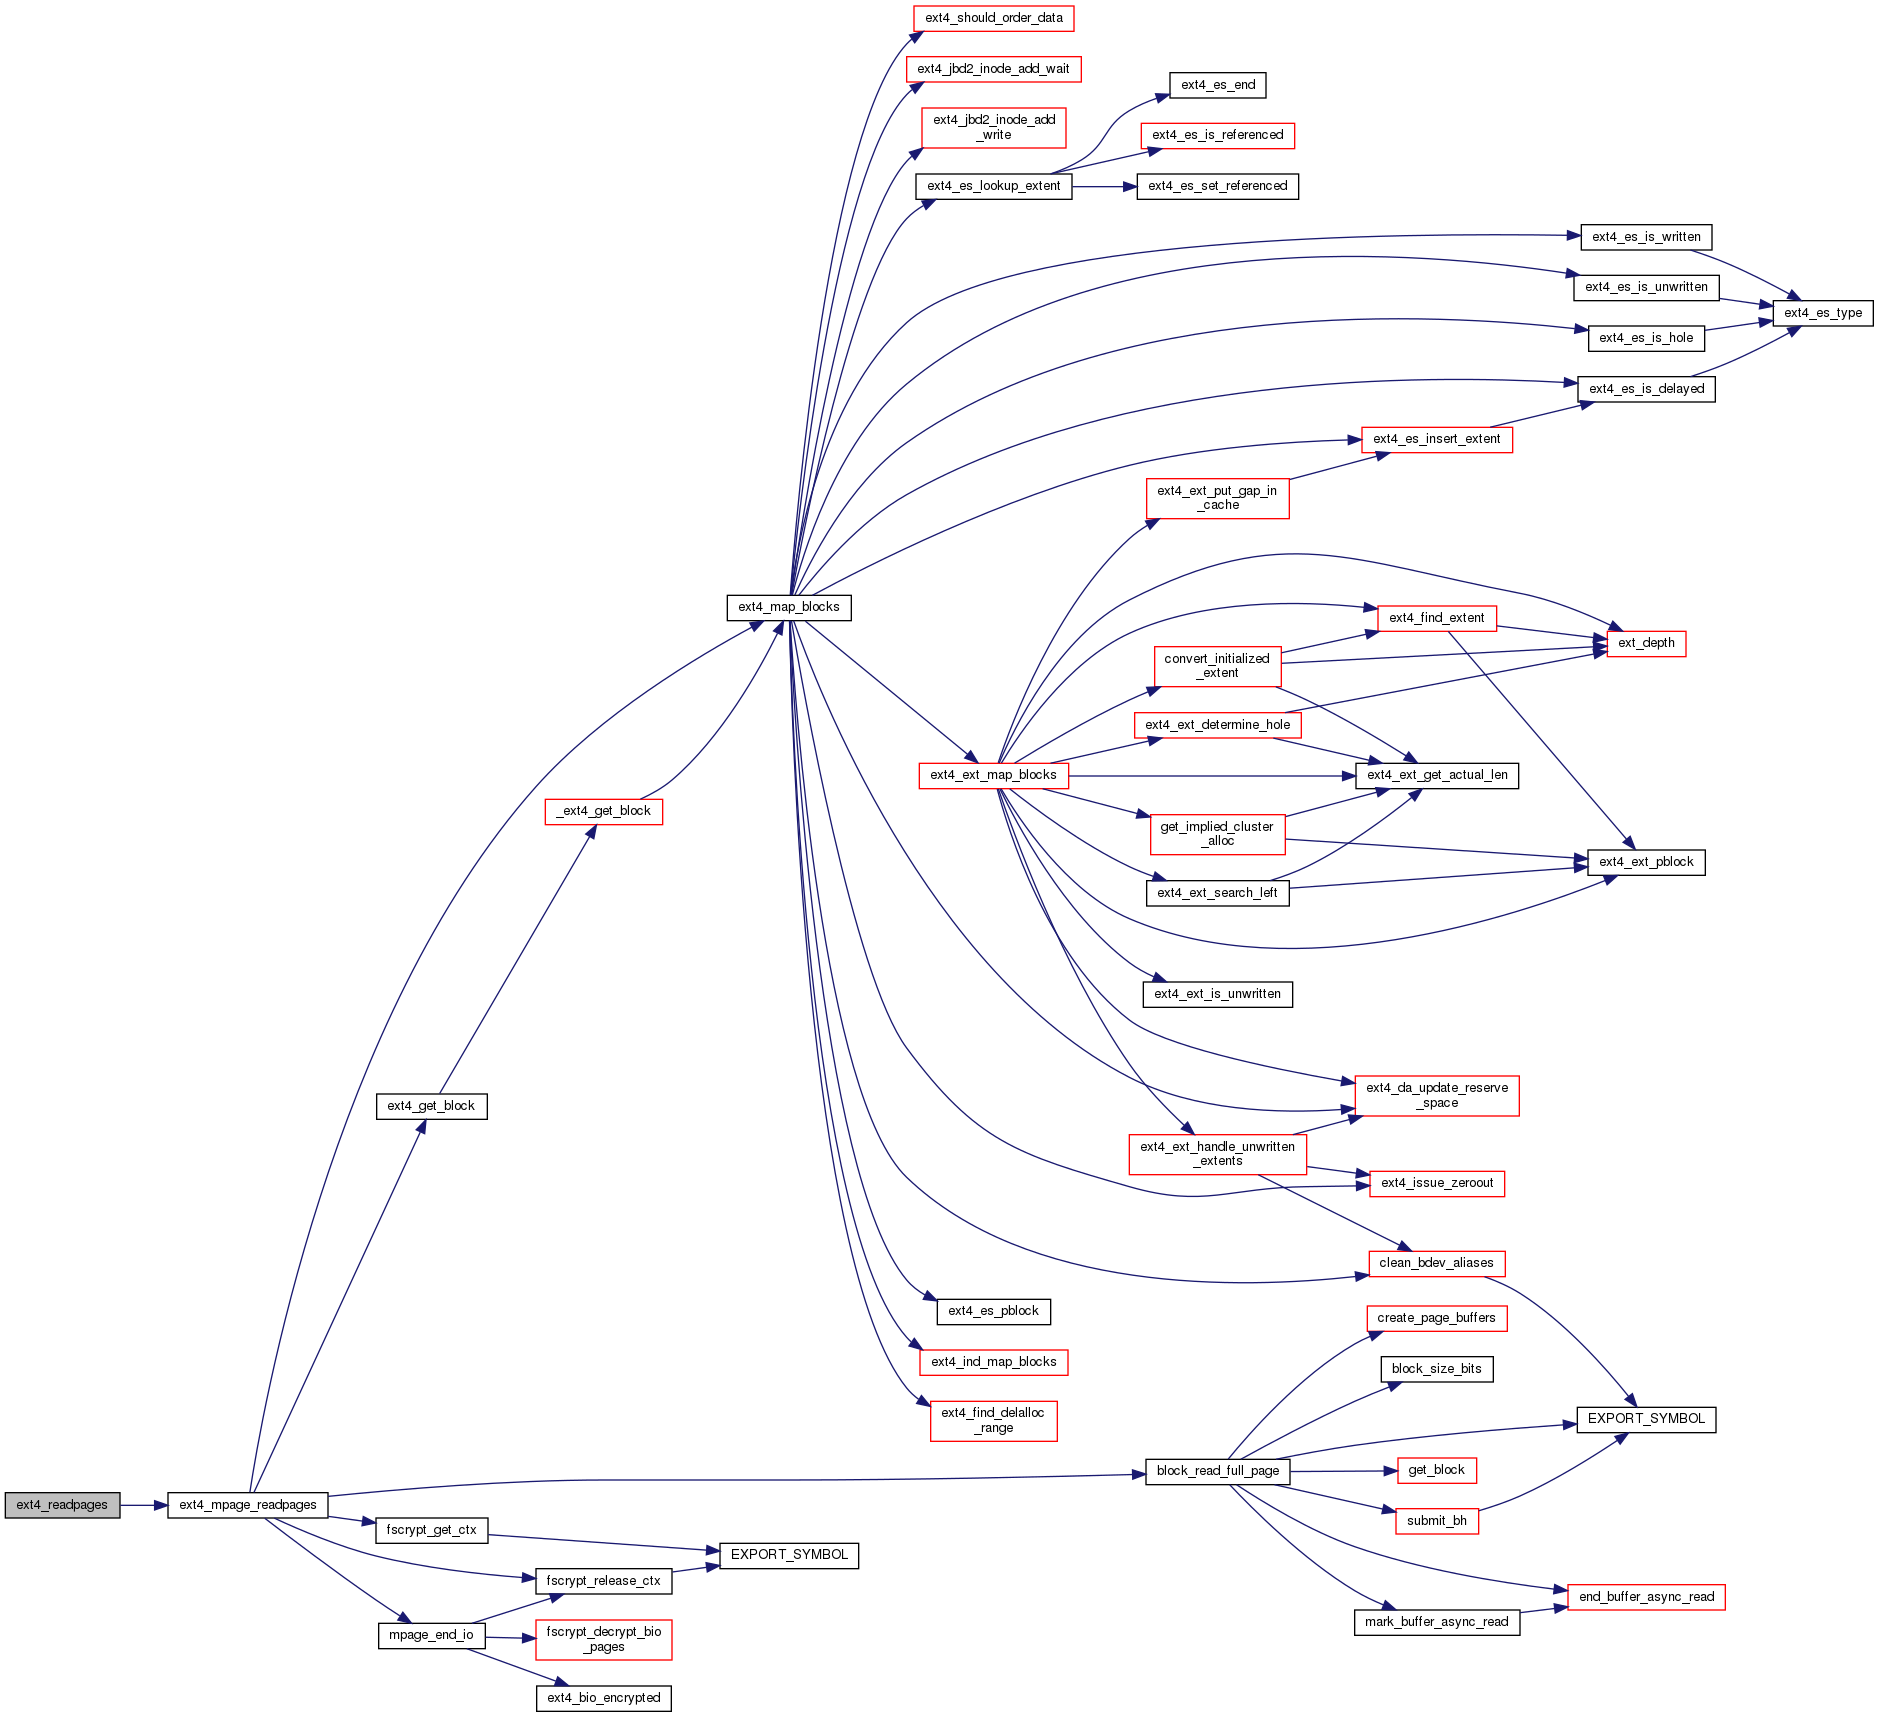 ext4_should_order_data
ext4_jbd2_inode_add_wait
ext4_es_end
ext4_jbd2_inode_add
_write
ext4_es_is_referenced
ext4_es_lookup_extent
ext4_es_set_referenced
ext4_es_is_written
ext4_es_is_unwritten
ext4_es_type
ext4_es_is_hole
ext4_es_is_delayed
ext4_es_insert_extent
ext4_ext_put_gap_in
_cache
ext4_map_blocks
ext4_find_extent
ext_depth
convert_initialized
_extent
ext4_ext_determine_hole
ext4_ext_map_blocks
ext4_ext_get_actual_len
_ext4_get_block
get_implied_cluster
_alloc
ext4_ext_pblock
ext4_ext_search_left
ext4_ext_is_unwritten
ext4_get_block
ext4_da_update_reserve
_space
ext4_ext_handle_unwritten
_extents
ext4_issue_zeroout
clean_bdev_aliases
ext4_es_pblock
create_page_buffers
ext4_ind_map_blocks
block_size_bits
ext4_find_delalloc
_range
EXPORT_SYMBOL
block_read_full_page
get_block
ext4_readpages
ext4_mpage_readpages
submit_bh
fscrypt_get_ctx
EXPORT_SYMBOL
fscrypt_release_ctx
end_buffer_async_read
mark_buffer_async_read
mpage_end_io
fscrypt_decrypt_bio
_pages
ext4_bio_encrypted